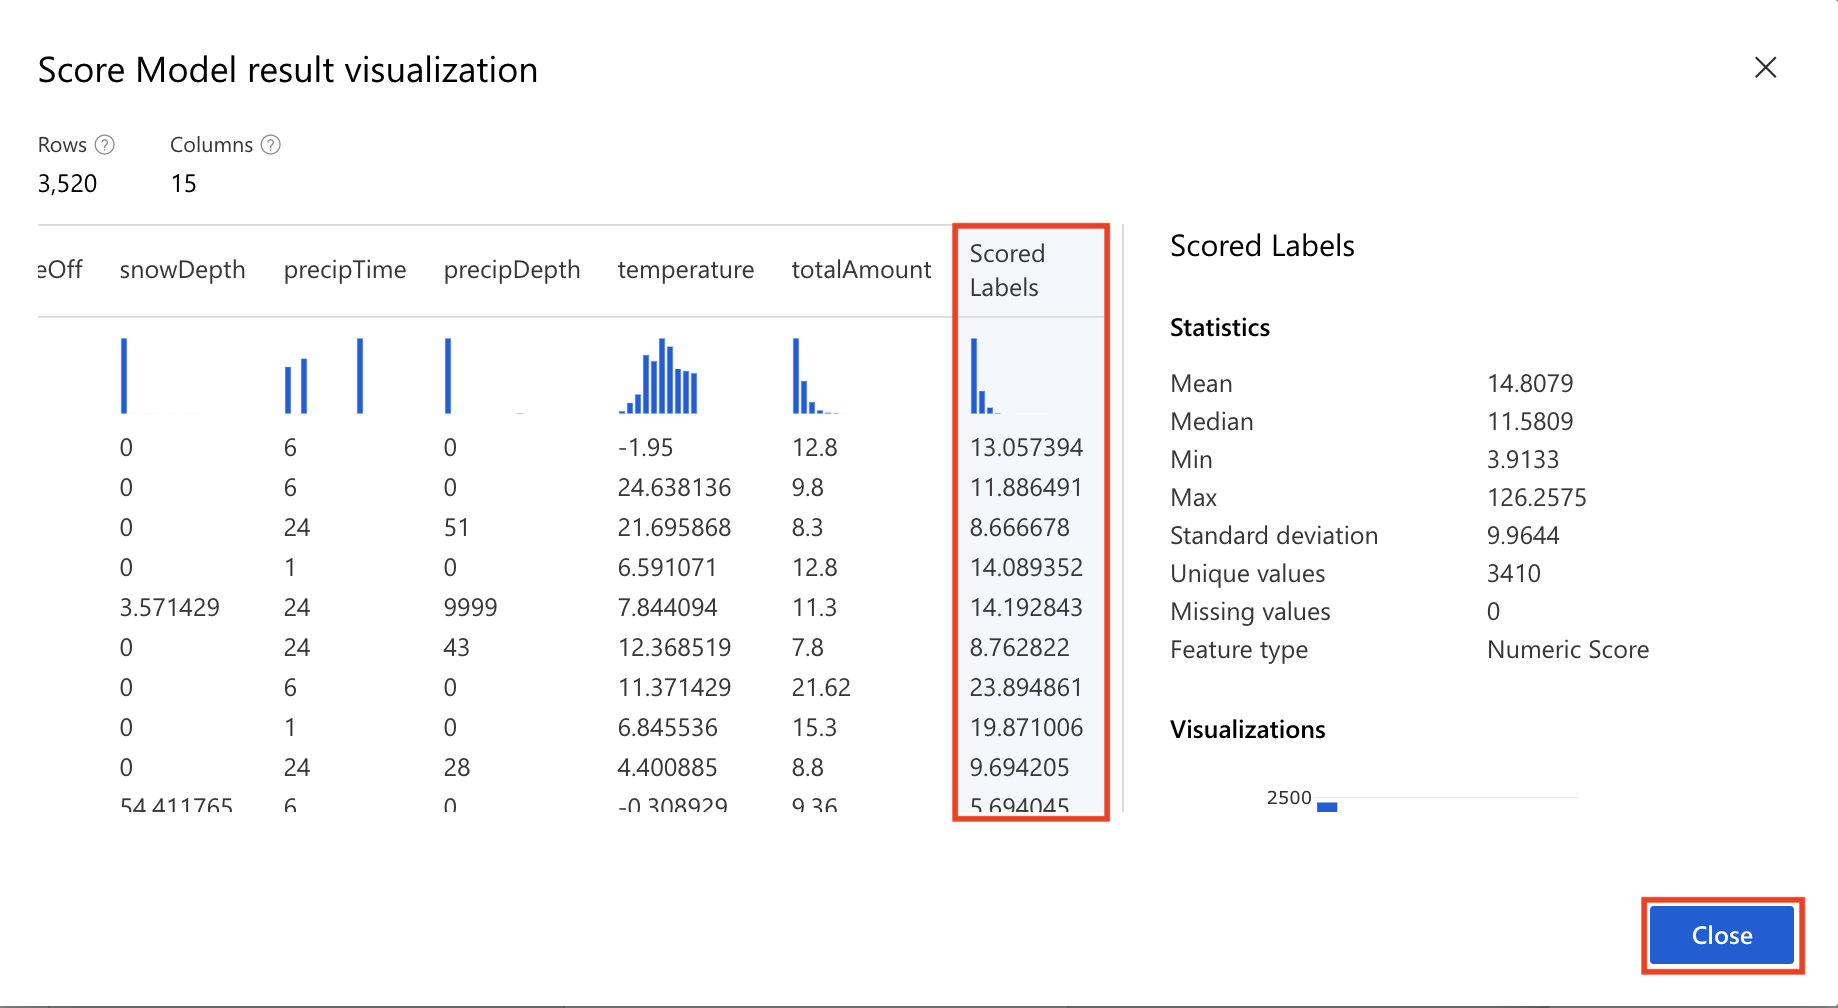 Score Model result visualization
Rows ? Columns ?
3,520 15
eOff snowDepth precipTime precipDepth temperature totalAmount Scored Labels
0 6 0 -1.95 12.8 13.057394
0 6 0 24.638136 9.8 11.886491
0 24 51 21.695868 8.3 8.666678
0 1 0 6.591071 12.8 14.089352
3.571429 24 9999 7.844094 11.3 14.192843
0 24 43 12.368519 7.8 8.762822
0 6 0 11.371429 21.62 23.894861
0 1 0 6.845536 15.3 19.871006
0 24 28 4.400885 8.8 9.694205
54.411765 6 0 -0.308929 9.36 5.694045
Scored Labels
Statistics
Mean 14.8079
Median 11.5809
Min 3.9133
Max 126.2575
Standard deviation 9.9644
Unique values 3410
Missing values 0
Feature type Numeric Score
Visualizations
2500
Close